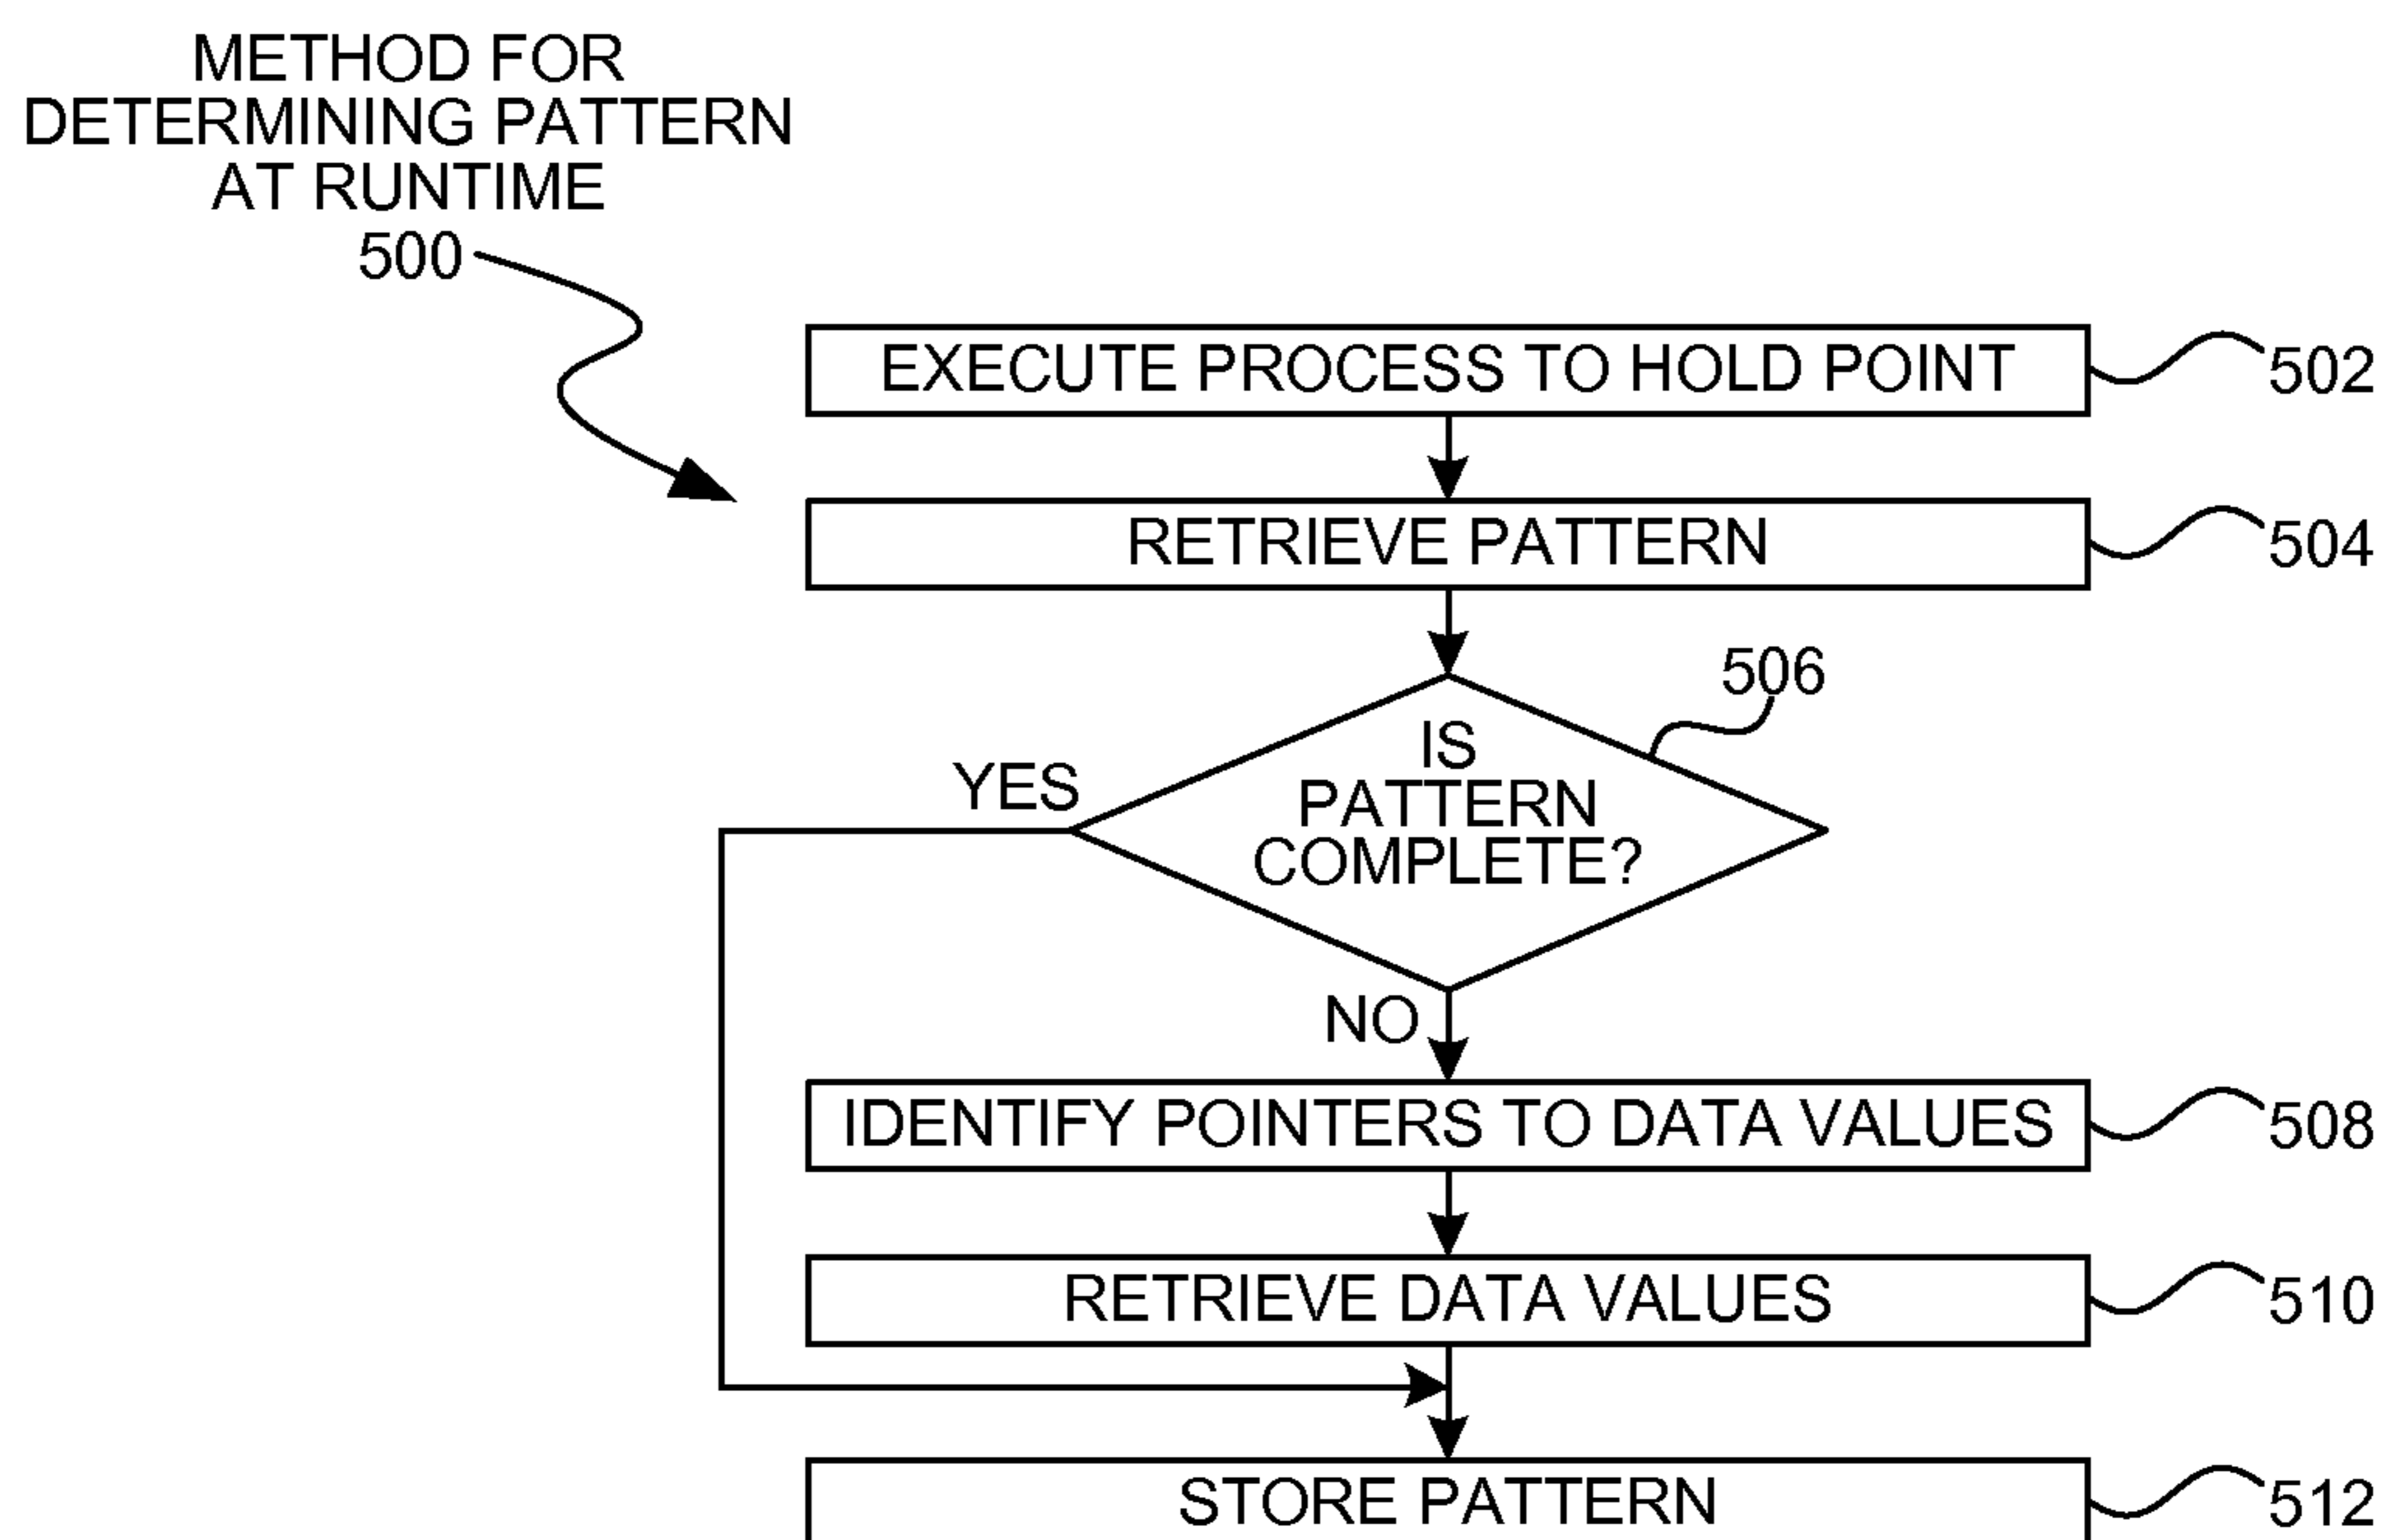 METHOD FOR
DETERMINING PATTERN
AT RUNTIME
500
EXECUTE PROCESS TO HOLD POINT
502
RETRIEVE PATTERN
504
506
IS
PATTERN
COMPLETE?
YES
NO
IDENTIFY POINTERS TO DATA VALUES
508
RETRIEVE DATA VALUES
510
STORE PATTERN
512